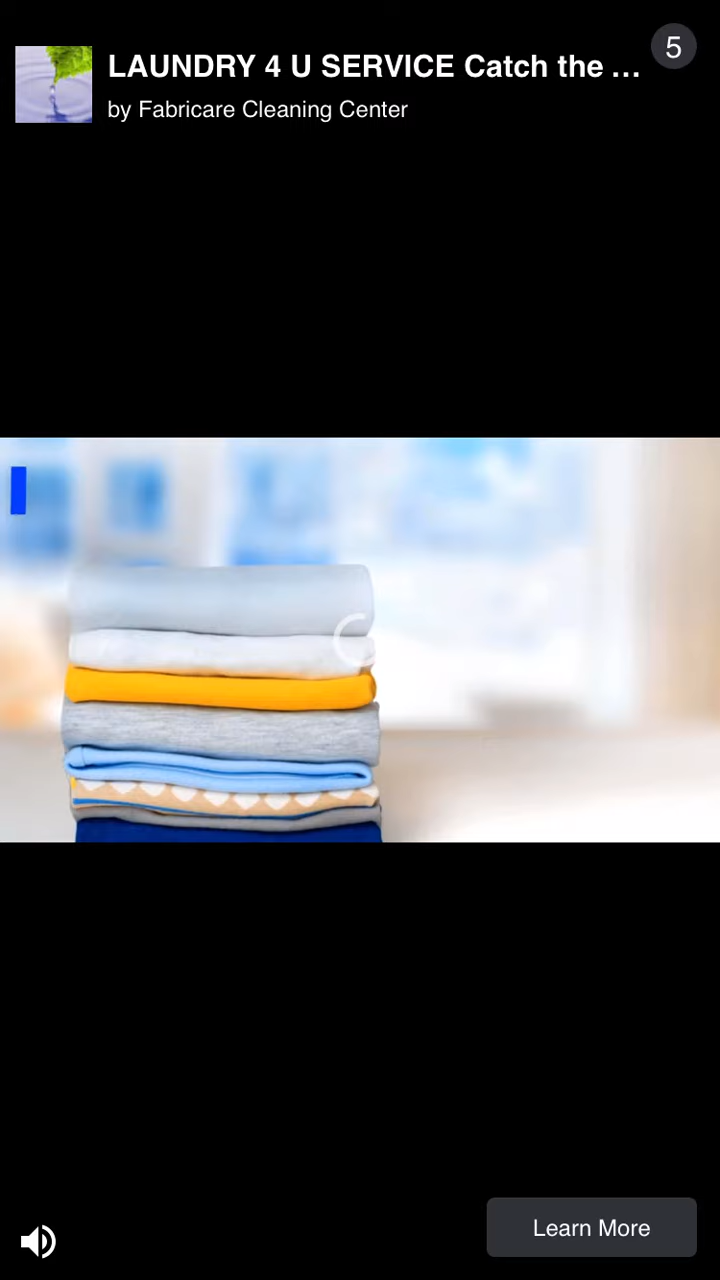 LAUNDRY 4 U SERVICE Catch the ...
5
by Fabricare Cleaning Center
Learn More